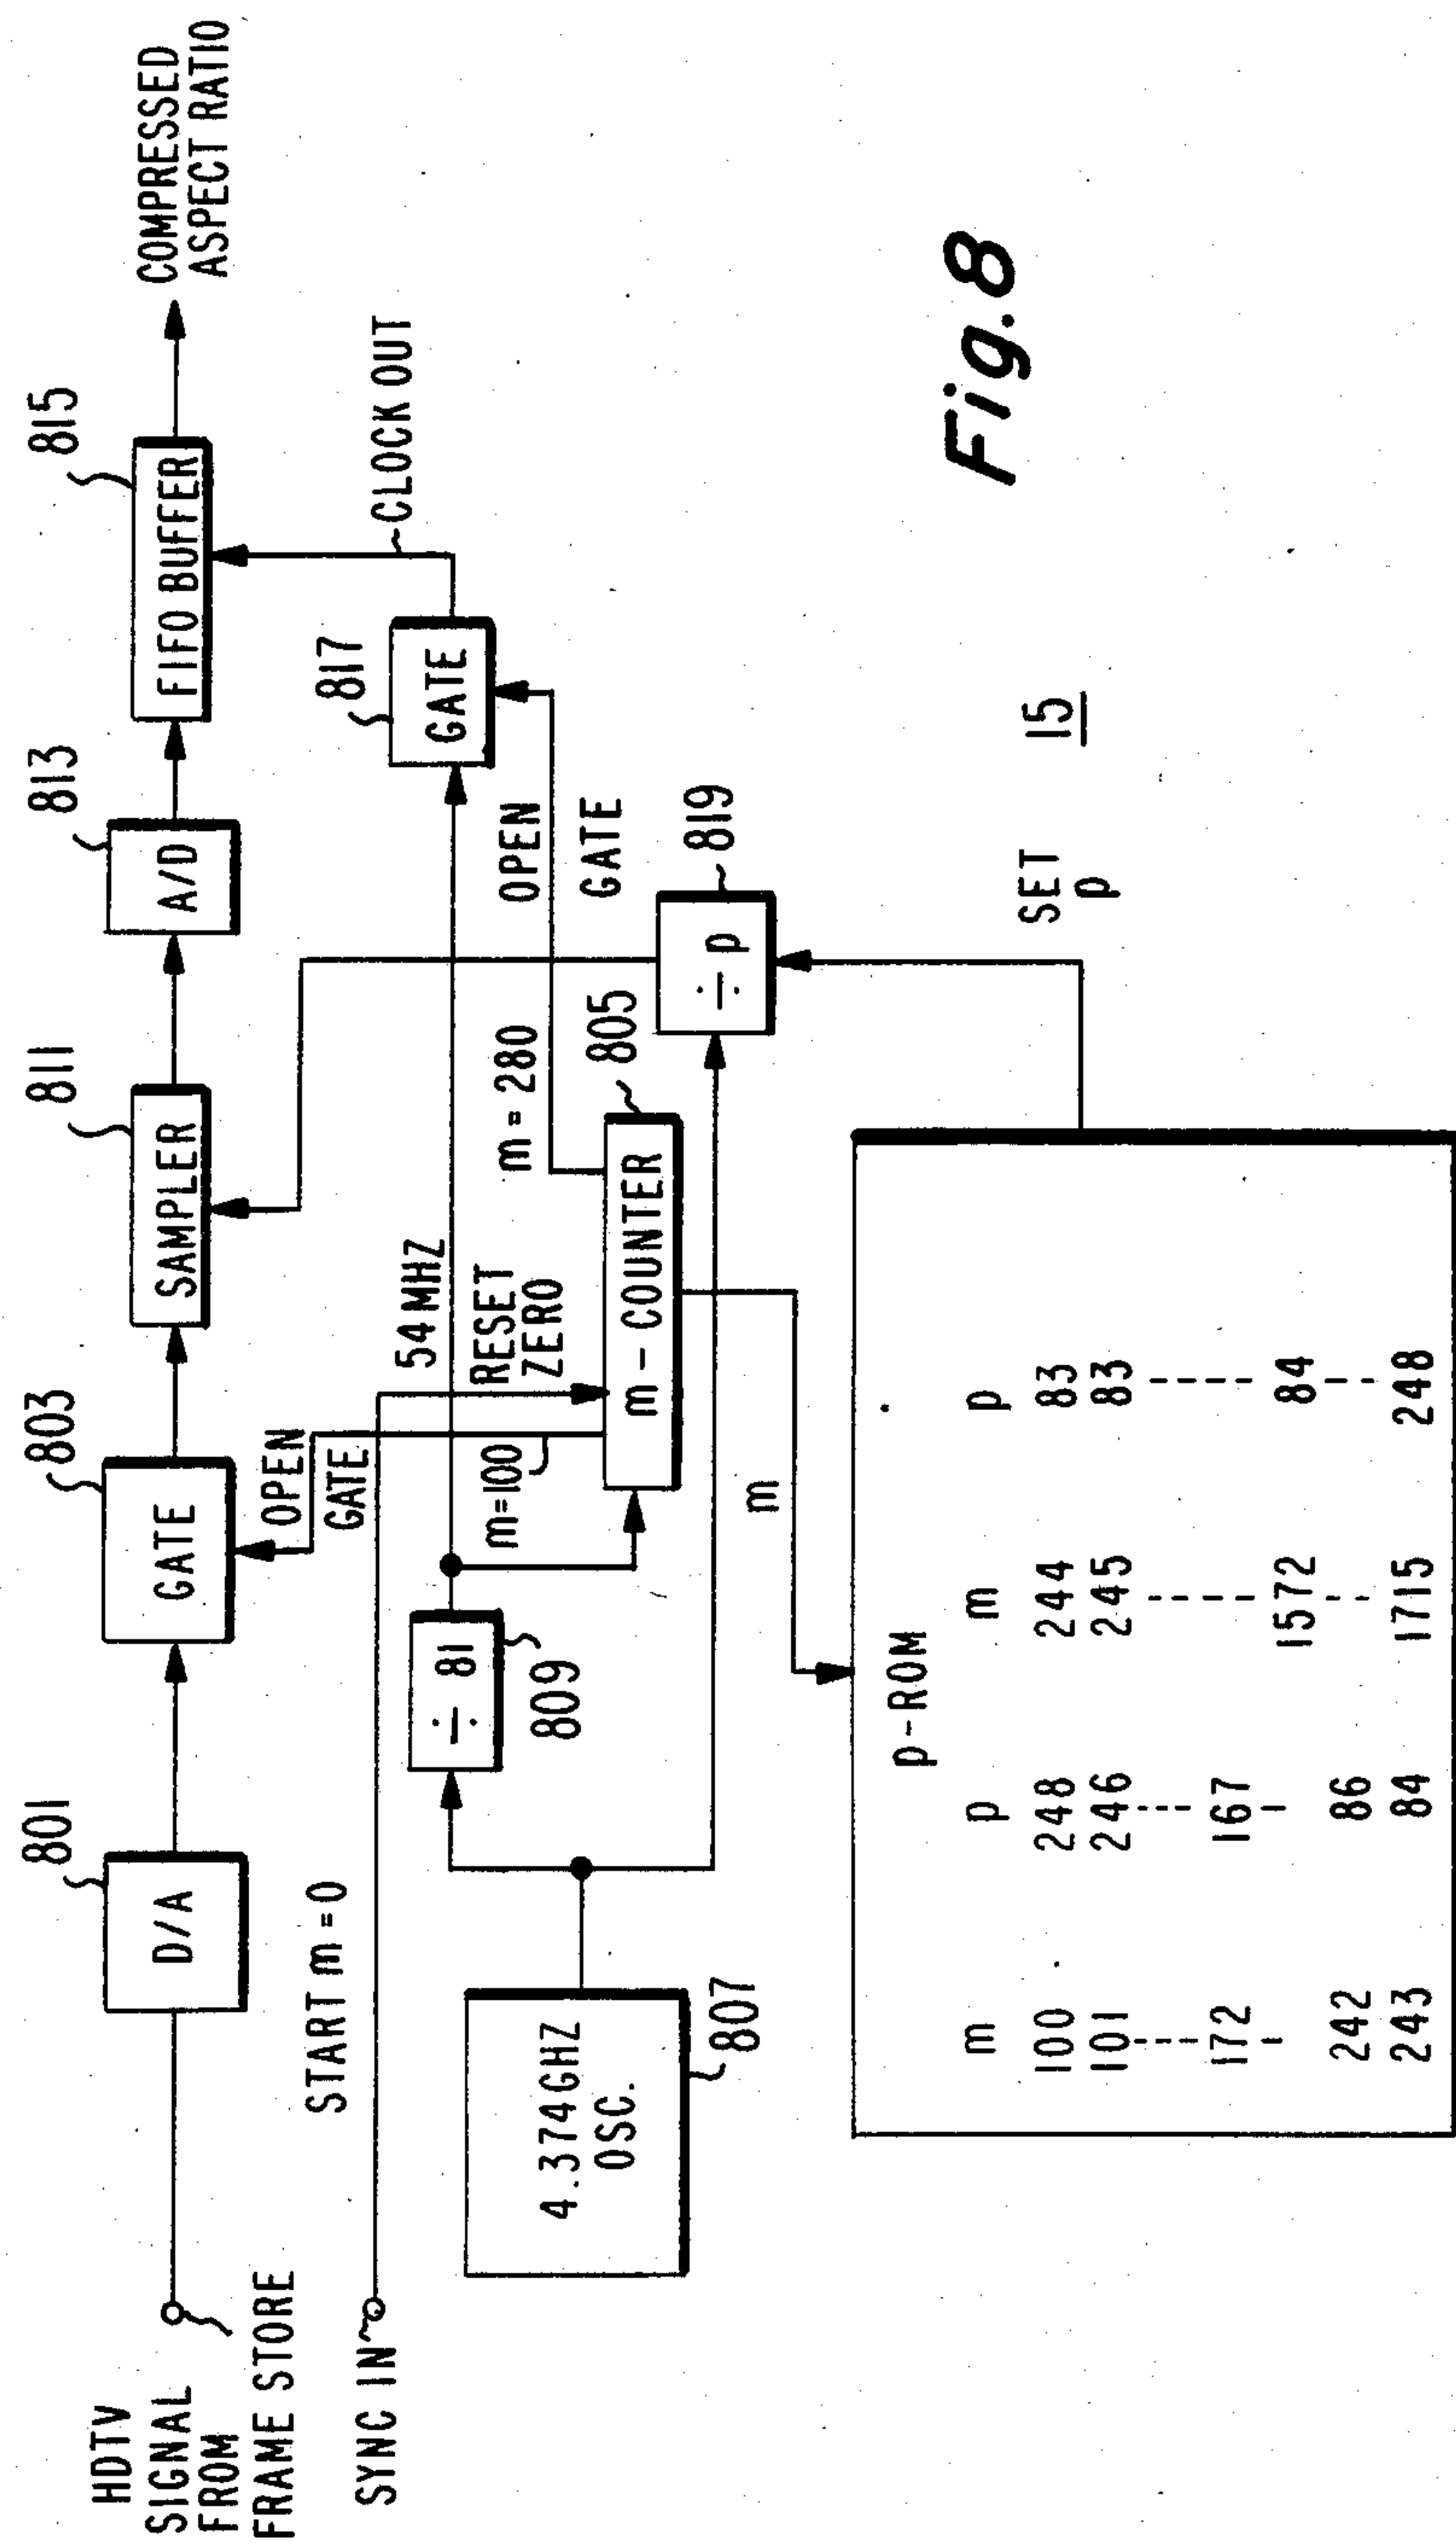 HDTV
SIGNAL
FROM
FRAME STORE
801
D/A
803
GATE
811
SAMPLER
813
A/D
815
FIFO BUFFER
COMPRESSED
ASPECT RATIO
SYNC IN
START m = 0
OPEN
GATE
54 MHZ
RESET
ZERO
m=100
m = 280
OPEN
GATE
817
GATE
CLOCK OUT
4.374GHZ
OSC.
807
÷ 81
809
m - COUNTER
805
÷ p
819
m
SET
p
15
Fig.8
p-ROM
m p m p
100 248 244 83
101 246 245 83
172 167
1572 84
242 86
243 84 1715 248